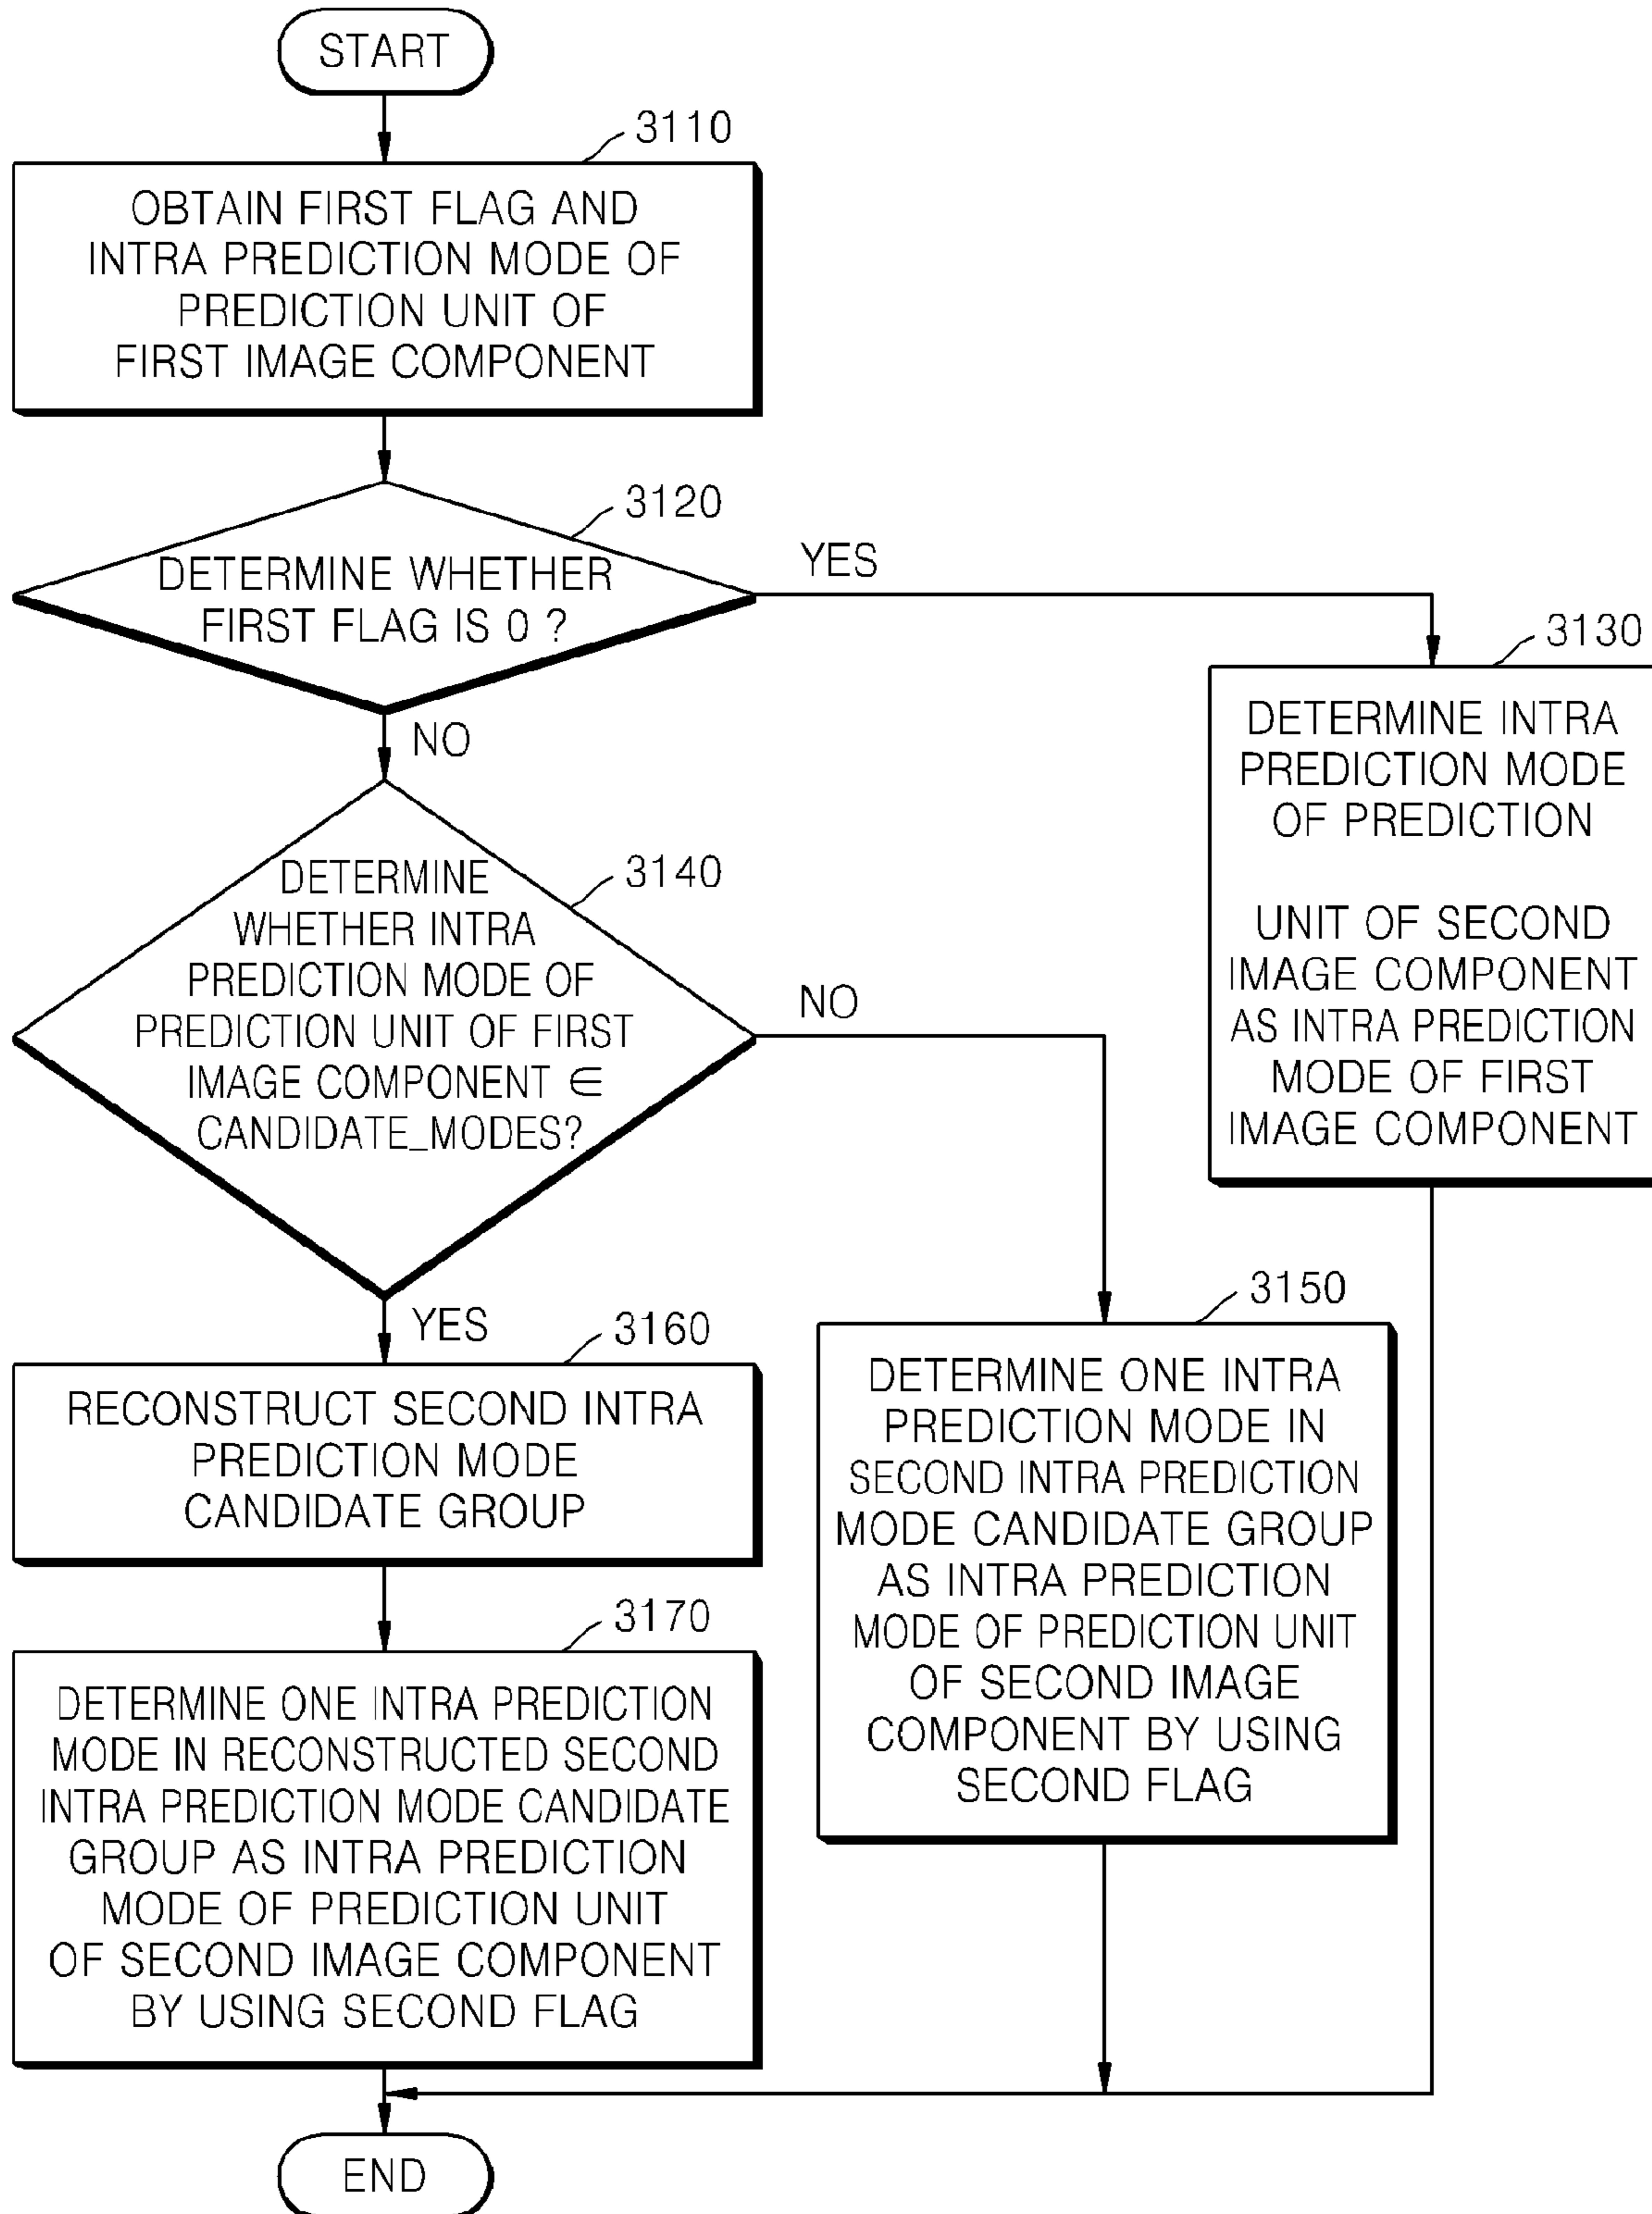 START
3110
OBTAIN FIRST FLAG AND
INTRA PREDICTION MODE OF
PREDICTION UNIT OF
FIRST IMAGE COMPONENT
3120
DETERMINE WHETHER
FIRST FLAG IS 0 ?
YES
NO
3130
DETERMINE INTRA
PREDICTION MODE
OF PREDICTION
UNIT OF SECOND
IMAGE COMPONENT
AS INTRA PREDICTION
MODE OF FIRST
IMAGE COMPONENT
3140
DETERMINE
WHETHER INTRA
PREDICTION MODE OF
PREDICTION UNIT OF FIRST
IMAGE COMPONENT ∈
CANDIDATE_MODES?
NO
YES
3150
DETERMINE ONE INTRA
PREDICTION MODE IN
SECOND INTRA PREDICTION
MODE CANDIDATE GROUP
AS INTRA PREDICTION
MODE OF PREDICTION UNIT
OF SECOND IMAGE
COMPONENT BY USING
SECOND FLAG
3160
RECONSTRUCT SECOND INTRA
PREDICTION MODE
CANDIDATE GROUP
3170
DETERMINE ONE INTRA PREDICTION
MODE IN RECONSTRUCTED SECOND
INTRA PREDICTION MODE CANDIDATE
GROUP AS INTRA PREDICTION
MODE OF PREDICTION UNIT
OF SECOND IMAGE COMPONENT
BY USING SECOND FLAG
END